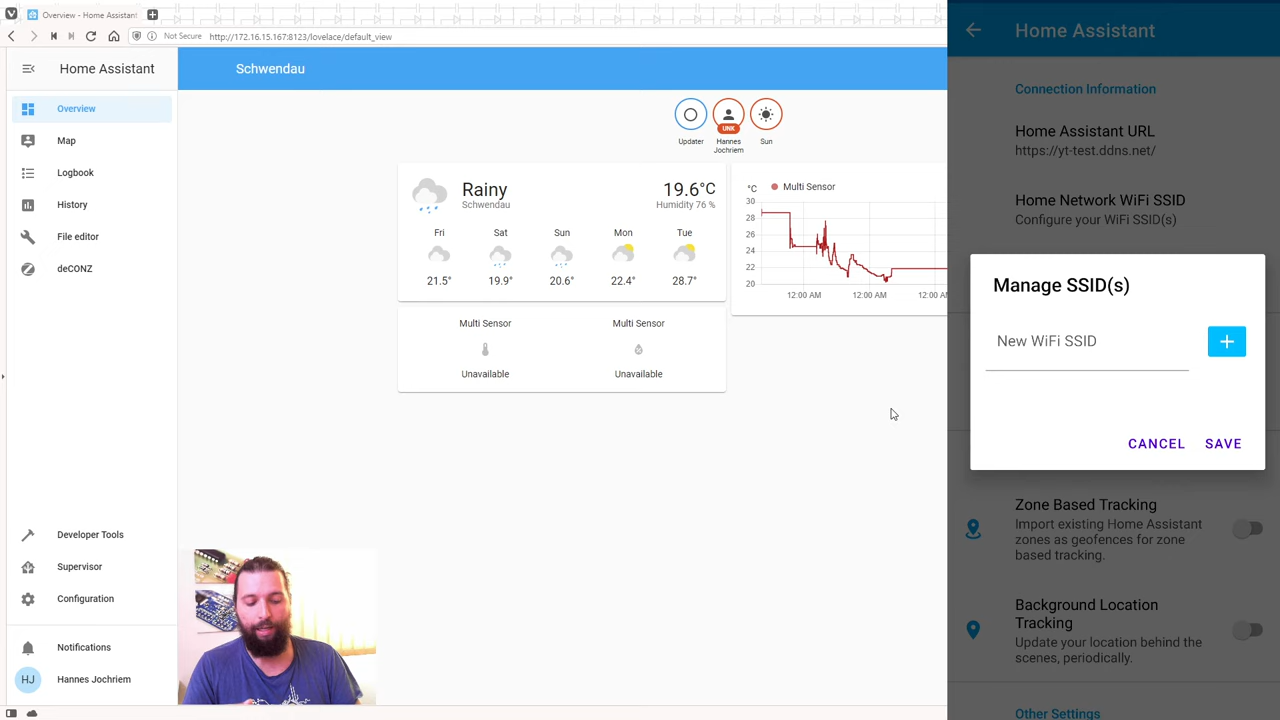 Overview - Home Assistant
Not Secure
http://172.16.15.167:8123/lovelace/default_view
Home Assistant
Overview
Map
Logbook
History
File editor
deCONZ
Developer Tools
Supervisor
Configuration
Notifications
HJ
Hannes Jochriem
Schwendau
UNK
Updater
Hannes
Jochriem
Sun
Rainy
Schwendau
19.6°C
Humidity 76 %
Fri
Sat
Sun
Mon
Tue
21.5°
19.9°
20.6°
22.4°
28.7°
Multi Sensor
Multi Sensor
Unavailable
Unavailable
°C
Multi Sensor
30
28
26
24
22
20
12:00 AM
12:00 AM
12:00 AM
Home Assistant
Connection Information
Home Assistant URL
https://yt-test.ddns.net/
Home Network WiFi SSID
Configure your WiFi SSID(s)
Manage SSID(s)
New WiFi SSID
CANCEL
SAVE
Zone Based Tracking
Import existing Home Assistant
zones as geofences for zone
based tracking.
Background Location
Tracking
Update your location behind the
scenes, periodically.
Other Settings